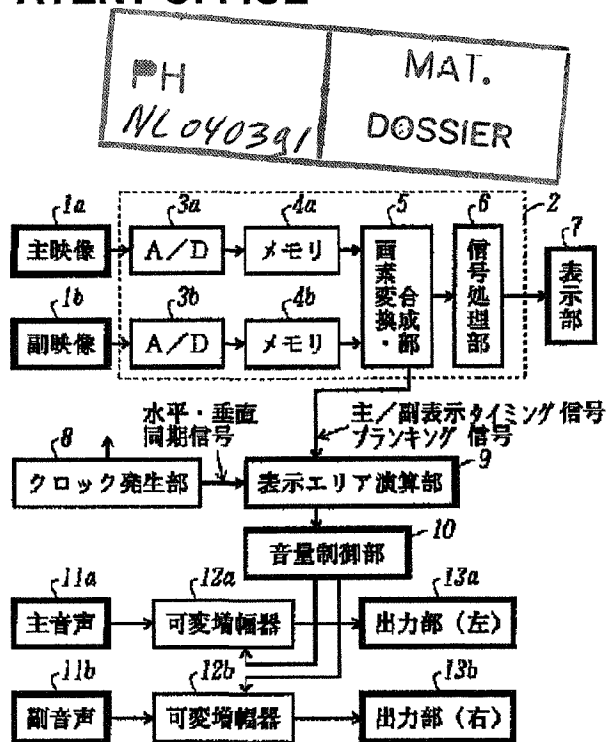 PH
NL 040391
MAT.
DOSSIER
1a 3a 4a 5 6 2 7
主映像 A/D メモリ 画素変換・合成部 信号処理部 表示部
1b 3b 4b
副映像 A/D メモリ
水平・垂直同期信号
主/副表示タイミング信号
ブランキング信号
8 9
クロック発生部 表示エリア演算部
10
音量制御部
11a 12a 13a
主音声 可変増幅器 出力部(左)
11b 12b 13b
副音声 可変増幅器 出力部(右)